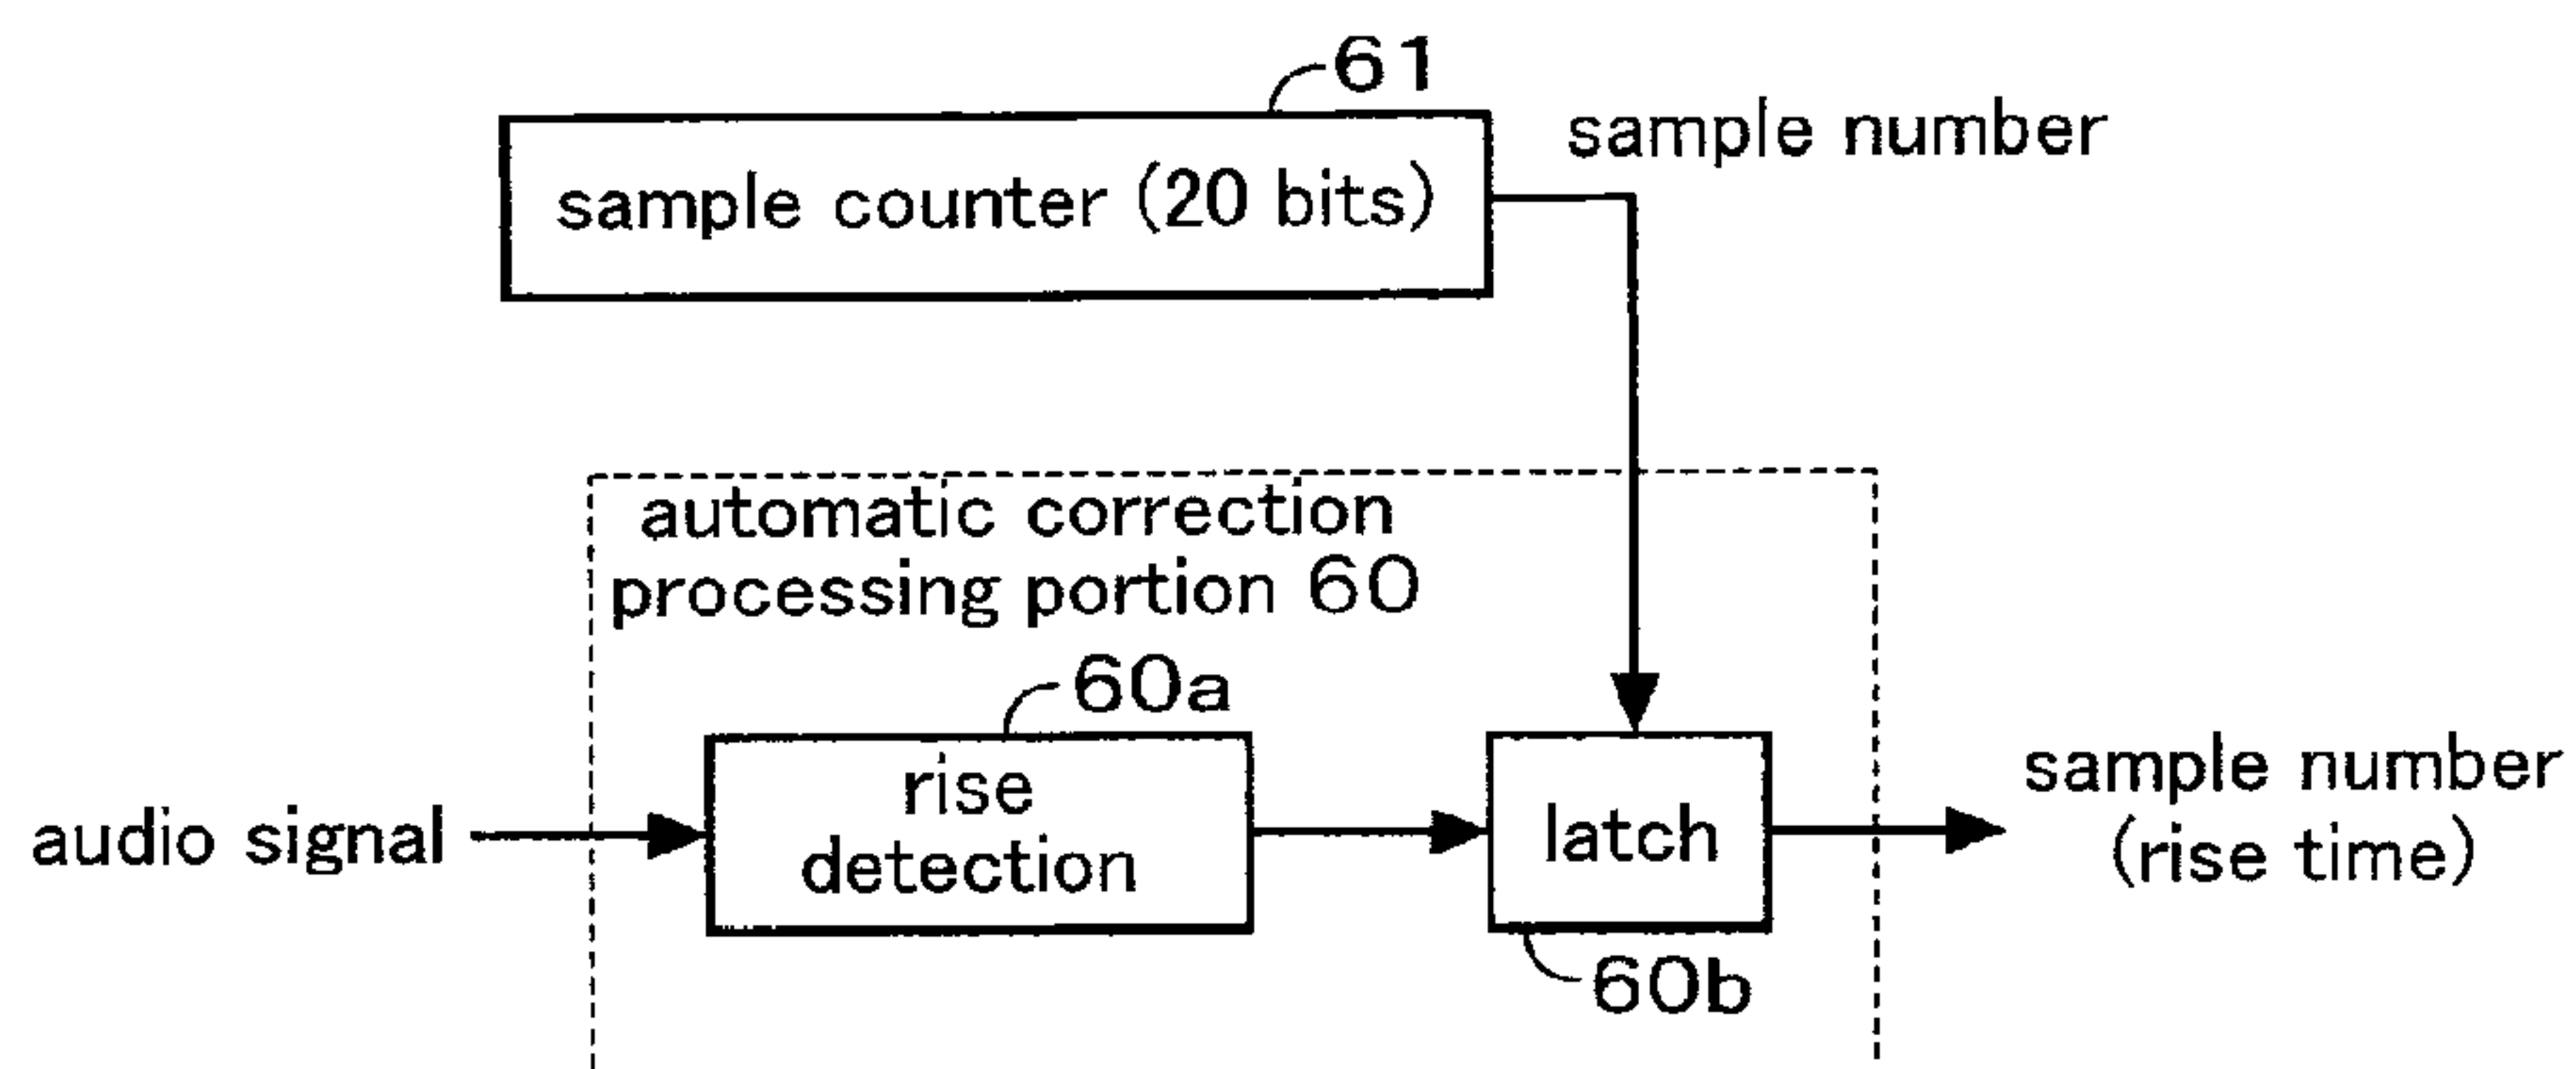 61
sample number
sample counter (20 bits)
automatic correction
processing portion 60
60a
rise
detection
audio signal
latch
60b
sample number
(rise time)